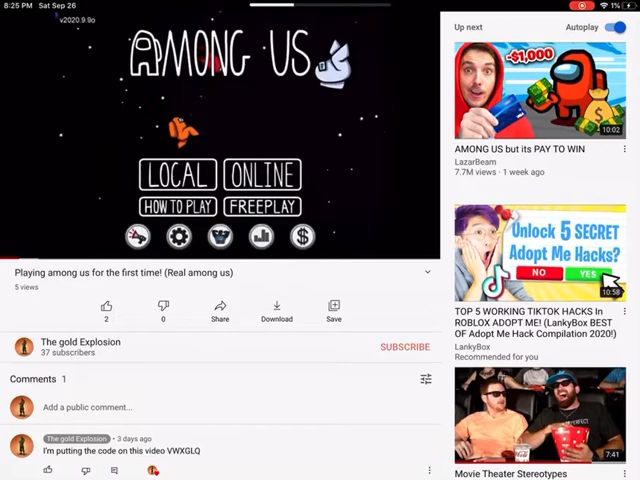 8:25 PM Sat Sep 26
1%
v2020.9.9o
AMONG US
LOCAL
ONLINE
HOW TO PLAY
FREEPLAY
Playing among us for the first time! (Real among us)
5 views
2
0
Share
Download
Save
The gold Explosion
37 subscribers
SUBSCRIBE
Comments 1
Add a public comment...
The gold Explosion • 3 days ago
I'm putting the code on this video VWXGLQ
Up next
Autoplay
-$1,000
10:02
AMONG US but its PAY TO WIN
LazarBeam
7.7M views · 1 week ago
Unlock 5 SECRET
Adopt Me Hacks?
NO
YES
10:58
TOP 5 WORKING TIKTOK HACKS In
ROBLOX ADOPT ME! (LankyBox BEST
OF Adopt Me Hack Compilation 2020!)
LankyBox
Recommended for you
7:41
Movie Theater Stereotypes